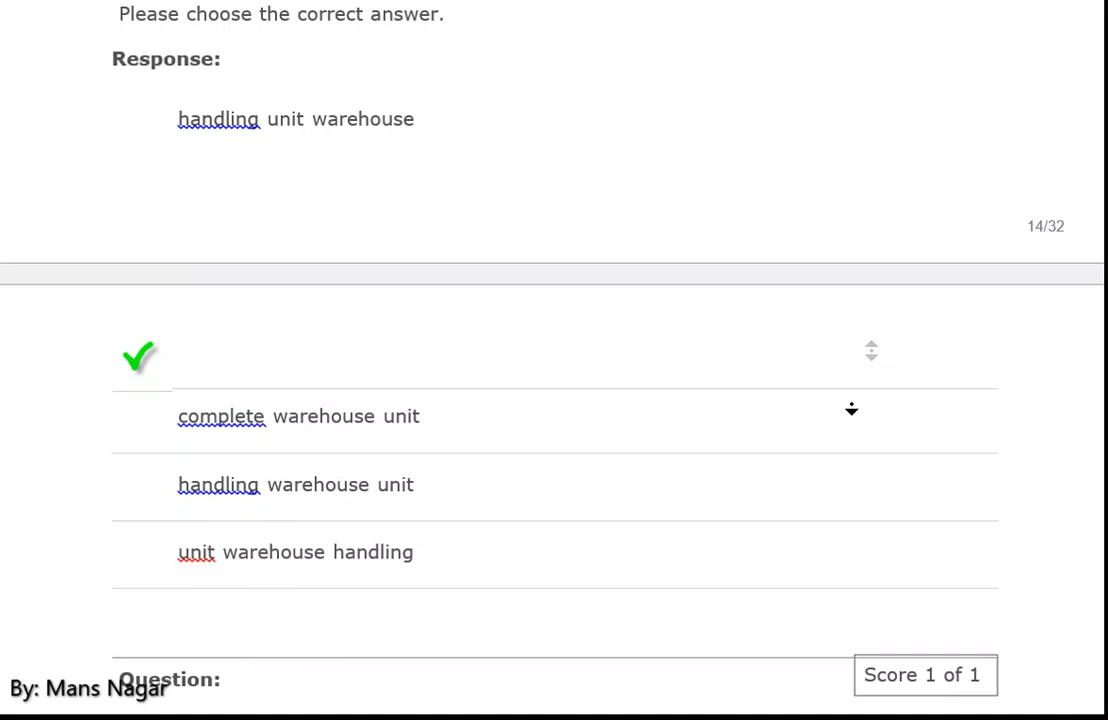 Please choose the correct answer.
Response:
handling unit warehouse
14/32
complete warehouse unit
handling warehouse unit
unit warehouse handling
Score 1 of 1
Question:
By: Mans Nagar